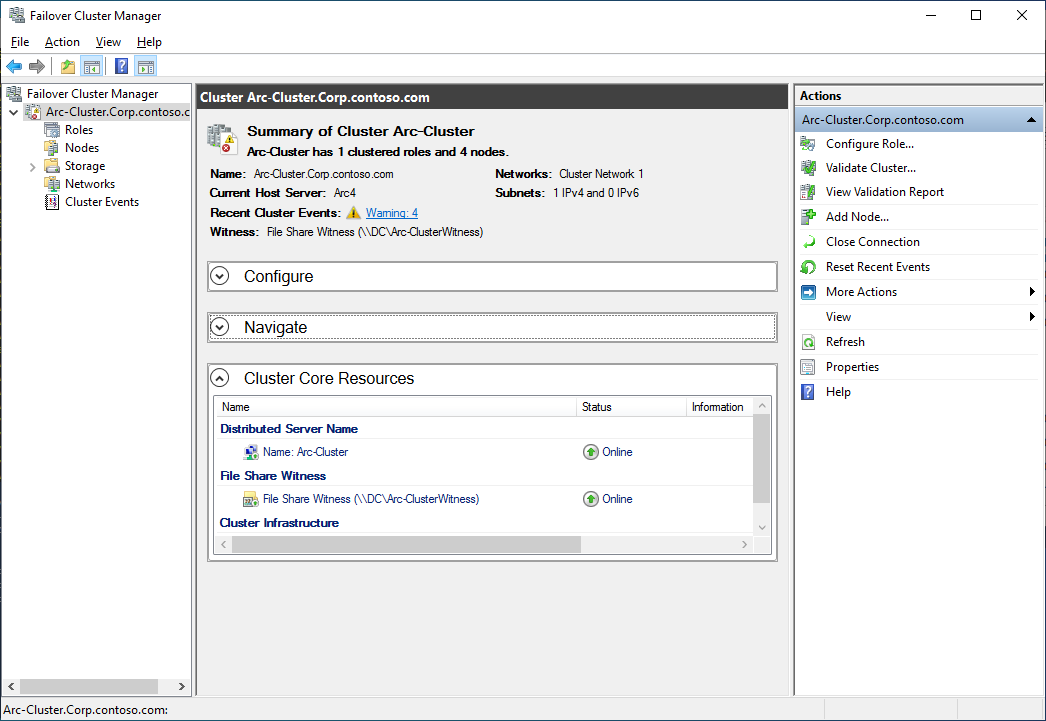 Failover Cluster Manager
File Action View Help
Failover Cluster Manager
Arc-Cluster.Corp.contoso.c
Roles
Nodes
Storage
Networks
Cluster Events
Cluster Arc-Cluster.Corp.contoso.com
Summary of Cluster Arc-Cluster
Arc-Cluster has 1 clustered roles and 4 nodes.
Name: Arc-Cluster.Corp.contoso.com Networks: Cluster Network 1
Current Host Server: Arc4 Subnets: 1 IPv4 and 0 IPv6
Recent Cluster Events: Warning: 4
Witness: File Share Witness (\\DC\Arc-ClusterWitness)
Configure
Navigate
Cluster Core Resources
Name Status Information
Distributed Server Name
Name: Arc-Cluster Online
File Share Witness
File Share Witness (\\DC\Arc-ClusterWitness) Online
Cluster Infrastructure
Actions
Arc-Cluster.Corp.contoso.com
Configure Role...
Validate Cluster...
View Validation Report
Add Node...
Close Connection
Reset Recent Events
More Actions
View
Refresh
Properties
Help
Arc-Cluster.Corp.contoso.com: